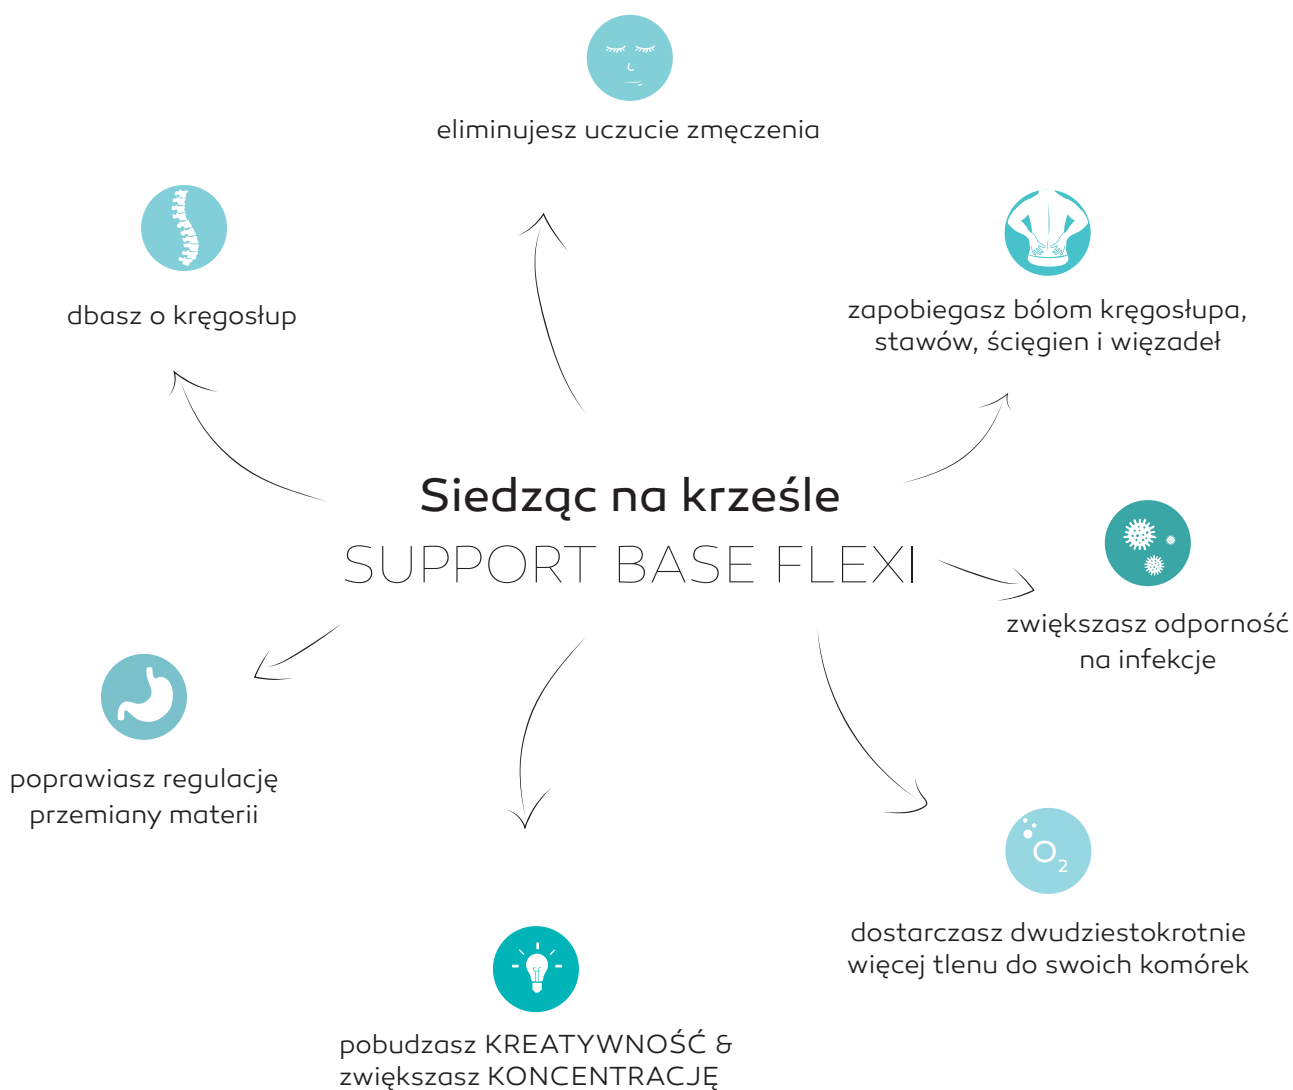 eliminujesz uczucie zmęczenia
dbasz o kręgosłup
zapobiegasz bólom kręgosłupa,
stawów, ścięgien i więzadeł
Siedząc na krześle
SUPPORT BASE FLEXI
zwiększasz odporność
na infekcje
poprawiasz regulację
przemiany materii
O2
dostarczasz dwudziestokrotnie
więcej tlenu do swoich komórek
pobudzasz KREATYWNOŚĆ &
zwiększasz KONCENTRACJĘ